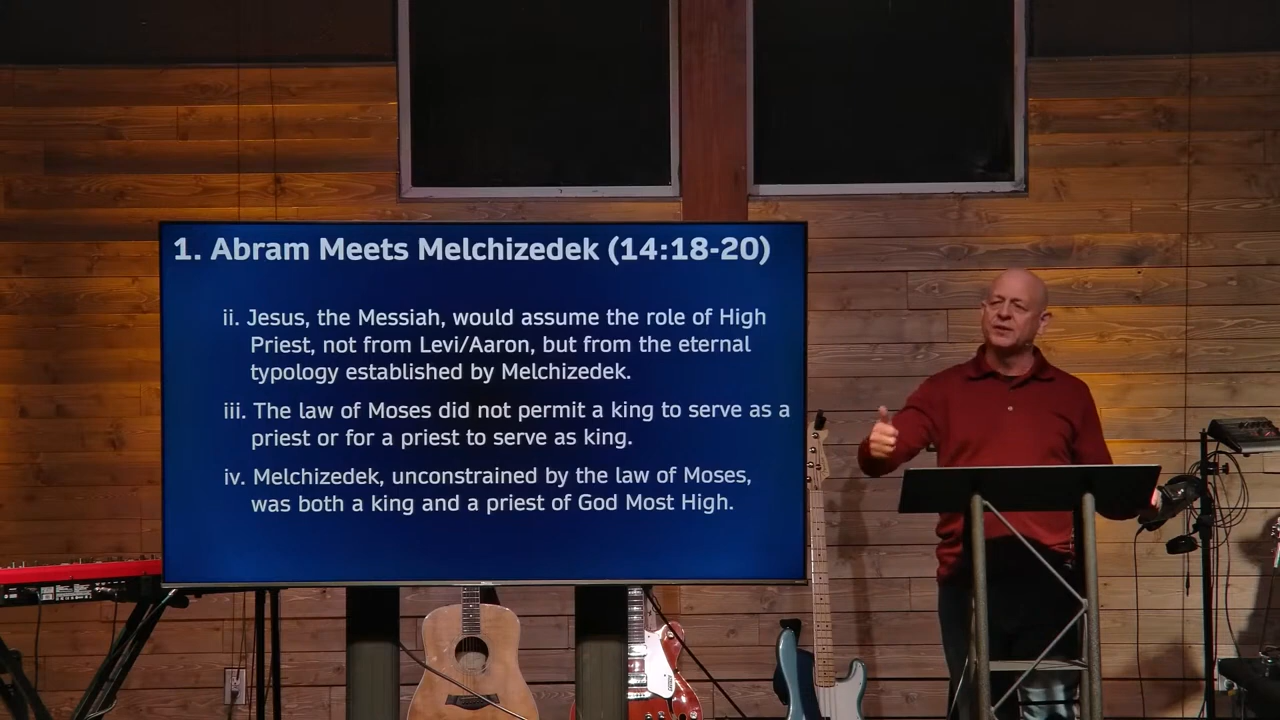 1. Abram Meets Melchizedek (14:18-20)
ii. Jesus, the Messiah, would assume the role of High
Priest, not from Levi/Aaron, but from the eternal
typology established by Melchizedek.
iii. The law of Moses did not permit a king to serve as a
priest or for a priest to serve as king.
iv. Melchizedek, unconstrained by the law of Moses,
was both a king and a priest of God Most High.